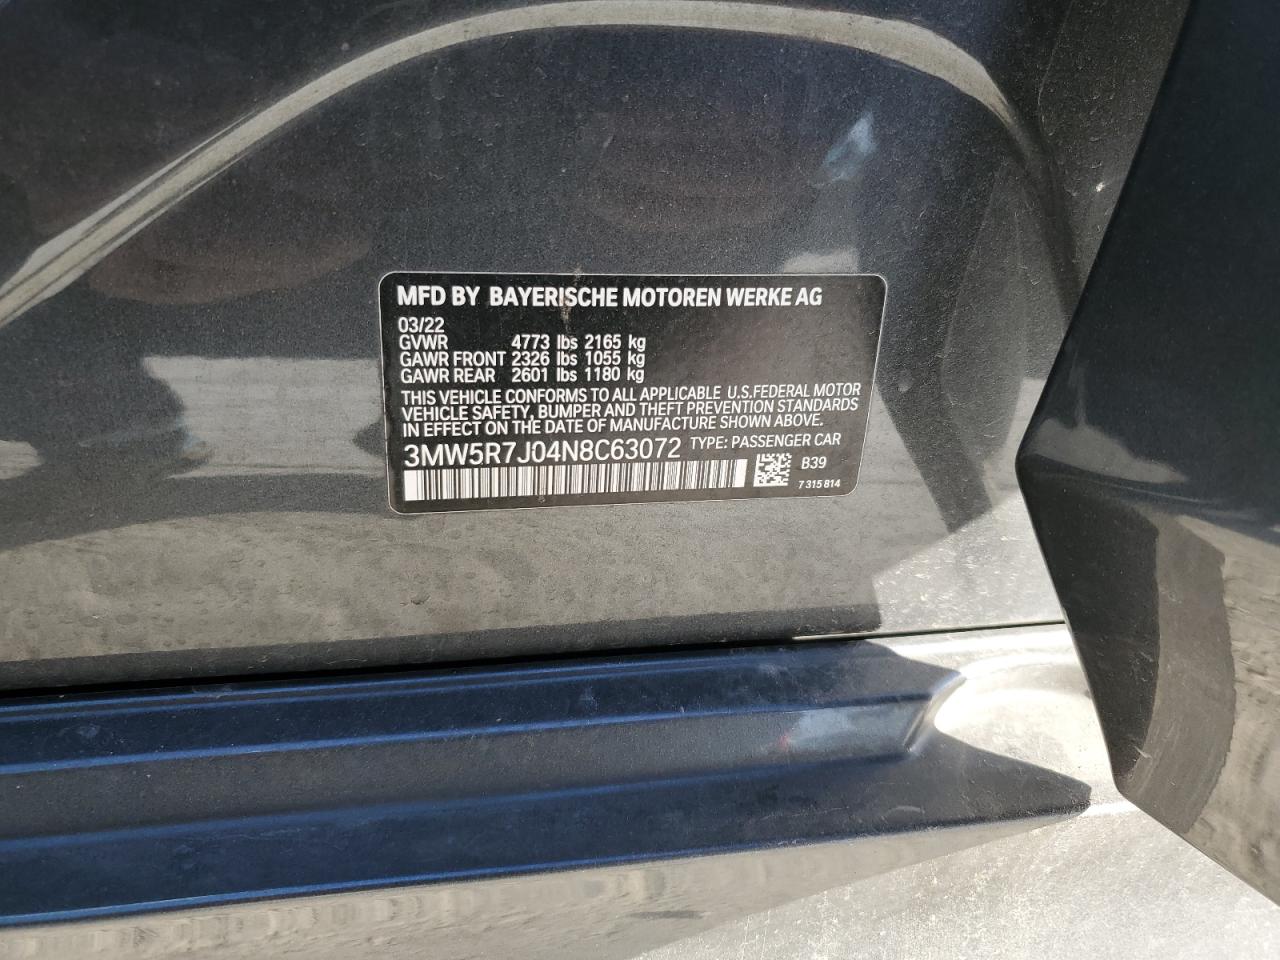 MFD BY BAYERISCHE MOTOREN WERKE AG
03/22
GVWR 4773 lbs 2165 kg
GAWR FRONT 2326 lbs 1055 kg
GAWR REAR 2601 lbs 1180 kg
THIS VEHICLE CONFORMS TO ALL APPLICABLE U.S.FEDERAL MOTOR
VEHICLE SAFETY, BUMPER AND THEFT PREVENTION STANDARDS
IN EFFECT ON THE DATE OF MANUFACTURE SHOWN ABOVE.
3MW5R7J04N8C63072 TYPE: PASSENGER CAR
B39
7 315 814